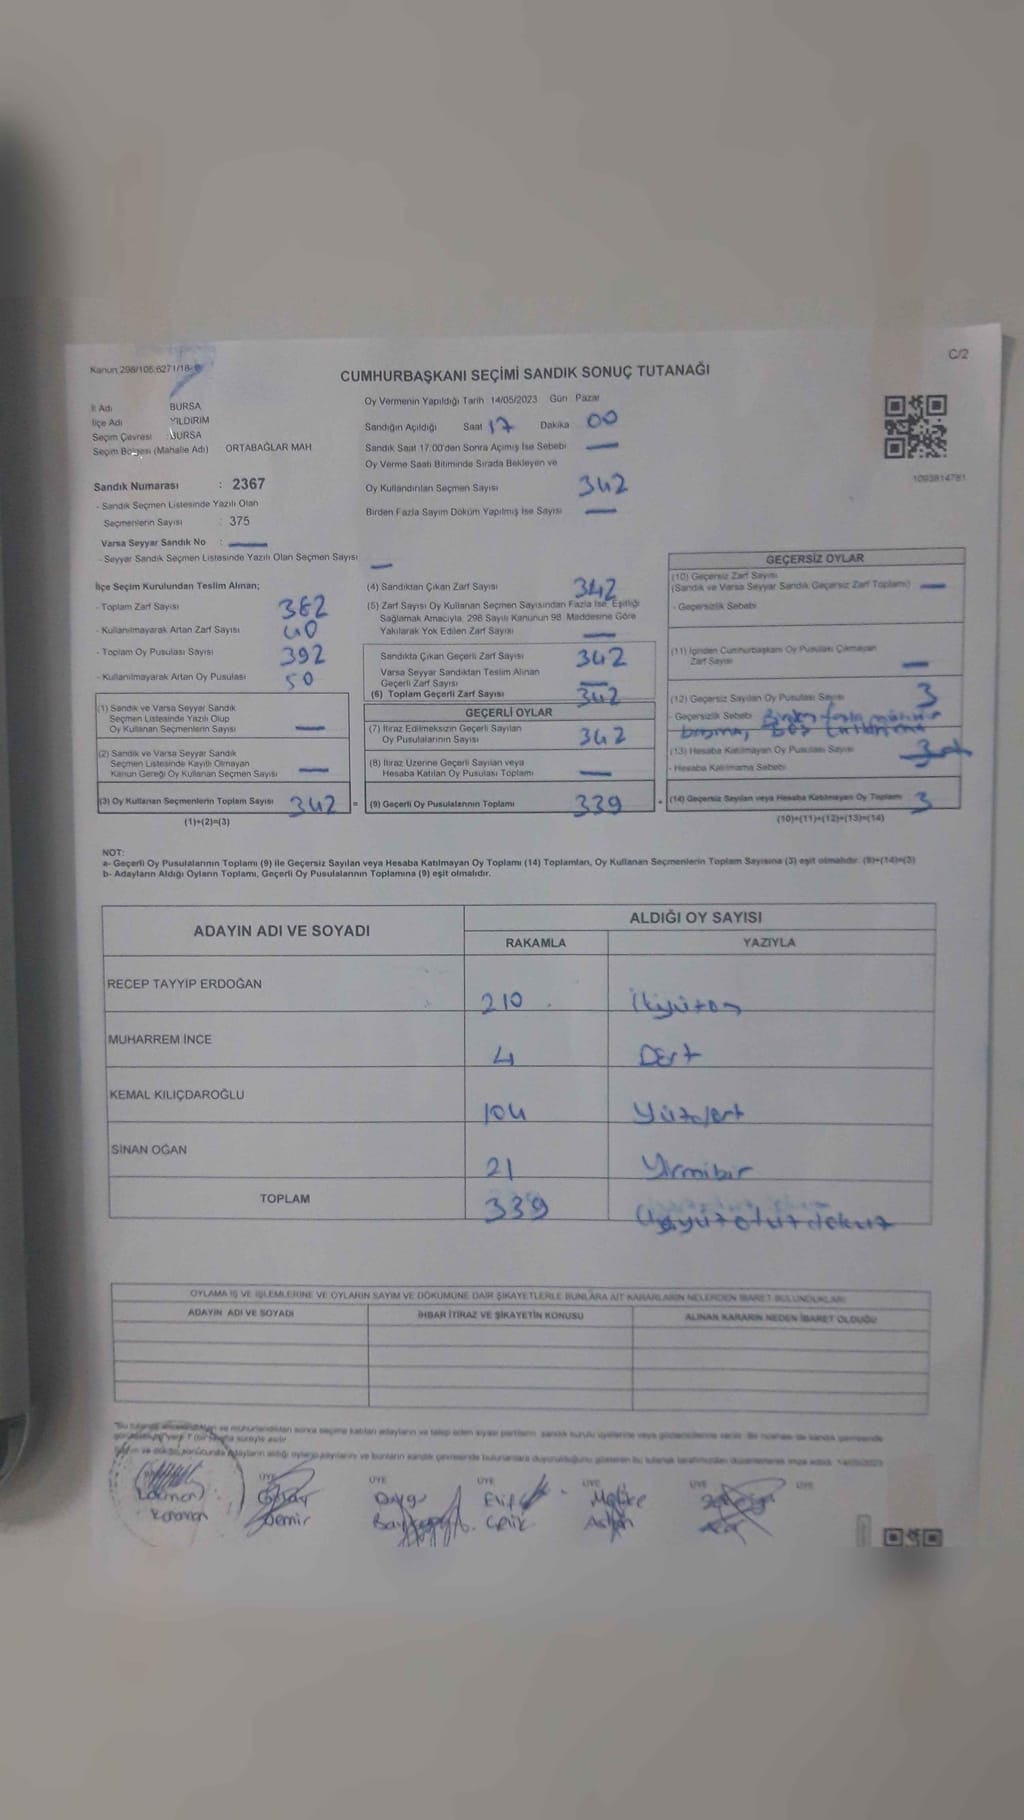 C/2
Kanun:298/105,6271/18-
CUMHURBAŞKANI SEÇİMİ SANDIK SONUÇ TUTANAĞI
İl Adı BURSA
İlçe Adı YILDIRIM
Seçim Çevresi : BURSA
Seçim Bölgesi (Mahalle Adı) ORTABAĞLAR MAH
Sandık Numarası : 2367
- Sandık Seçmen Listesinde Yazılı Olan
Seçmenlerin Sayısı : 375
Varsa Seyyar Sandık No : —
- Seyyar Sandık Seçmen Listesinde Yazılı Olan Seçmen Sayısı —
Oy Vermenin Yapıldığı Tarih 14/05/2023 Gün Pazar
Sandığın Açıldığı Saat 17 Dakika 00
Sandık Saat 17:00'den Sonra Açımış İse Sebebi —
Oy Verme Saati Bitiminde Sırada Bekleyen ve
Oy Kullandırılan Seçmen Sayısı 342
Birden Fazla Sayım Döküm Yapılmış İse Sayısı —
1093814781
İlçe Seçim Kurulundan Teslim Alınan;
- Toplam Zarf Sayısı 382
- Kullanılmayarak Artan Zarf Sayısı 40
- Toplam Oy Pusulası Sayısı 392
- Kullanılmayarak Artan Oy Pusulası 50
(1) Sandık ve Varsa Seyyar Sandık
Seçmen Listesinde Yazılı Olup
Oy Kullanan Seçmenlerin Sayısı —
(2) Sandık ve Varsa Seyyar Sandık
Seçmen Listesinde Kayıtlı Olmayan
Kanun Gereği Oy Kullanan Seçmen Sayısı —
(3) Oy Kullanan Seçmenlerin Toplam Sayısı 342 =
(1)+(2)=(3)
(4) Sandıktan Çıkan Zarf Sayısı 342
(5) Zarf Sayısı Oy Kullanan Seçmen Sayısından Fazla İse, Eşitliği
Sağlamak Amacıyla, 298 Sayılı Kanunun 98. Maddesine Göre
Yakılarak Yok Edilen Zarf Sayısı —
Sandıkta Çıkan Geçerli Zarf Sayısı 342
Varsa Seyyar Sandıktan Teslim Alınan
Geçerli Zarf Sayısı —
(6) Toplam Geçerli Zarf Sayısı 342
GEÇERLİ OYLAR
(7) İtiraz Edilmeksizin Geçerli Sayılan
Oy Pusulalarının Sayısı 342
(8) İtiraz Üzerine Geçerli Sayılan veya
Hesaba Katılan Oy Pusulası Toplamı —
(9) Geçerli Oy Pusulalarının Toplamı 339 +
GEÇERSİZ OYLAR
(10) Geçersiz Zarf Sayısı
(Sandık ve Varsa Seyyar Sandık Geçersiz Zarf Toplamı) —
- Geçersizlik Sebebi
(11) İçinden Cumhurbaşkanı Oy Pusulası Çıkmayan
Zarf Sayısı —
(12) Geçersiz Sayılan Oy Pusulası Sayısı 3
- Geçersizlik Sebebi Birden fazla mühür
basma, boş
(13) Hesaba Katılmayan Oy Pusulası Sayısı
- Hesaba Katılmama Sebebi
(14) Geçersiz Sayılan veya Hesaba Katılmayan Oy Toplamı 3
(10)+(11)+(12)+(13)=(14)
NOT:
a- Geçerli Oy Pusulalarının Toplamı (9) ile Geçersiz Sayılan veya Hesaba Katılmayan Oy Toplamı (14) Toplamları, Oy Kullanan Seçmenlerin Toplam Sayısına (3) eşit olmalıdır. (9)+(14)=(3)
b- Adayların Aldığı Oyların Toplamı, Geçerli Oy Pusulalarının Toplamına (9) eşit olmalıdır.
ADAYIN ADI VE SOYADI ALDIĞI OY SAYISI
RAKAMLA YAZIYLA
RECEP TAYYİP ERDOĞAN 210 ikiyüzon
MUHARREM İNCE 4 Dört
KEMAL KILIÇDAROĞLU 104 Yüzdört
SİNAN OĞAN 21 Yirmibir
TOPLAM 339 Üçyüzotuzdokuz
OYLAMA İŞ VE İŞLEMLERİNE VE OYLARIN SAYIM VE DÖKÜMÜNE DAİR ŞİKAYETLERLE BUNLARA AİT KARARLARIN NELERDEN İBARET BULUNDUKLARI
ADAYIN ADI VE SOYADI İHBAR İTİRAZ VE ŞİKAYETİN KONUSU ALINAN KARARIN NEDEN İBARET OLDUĞU
ÜYE ÜYE ÜYE ÜYE ÜYE ÜYE
Duygu Elif Melike
Karaman Demir Çelik Aslan